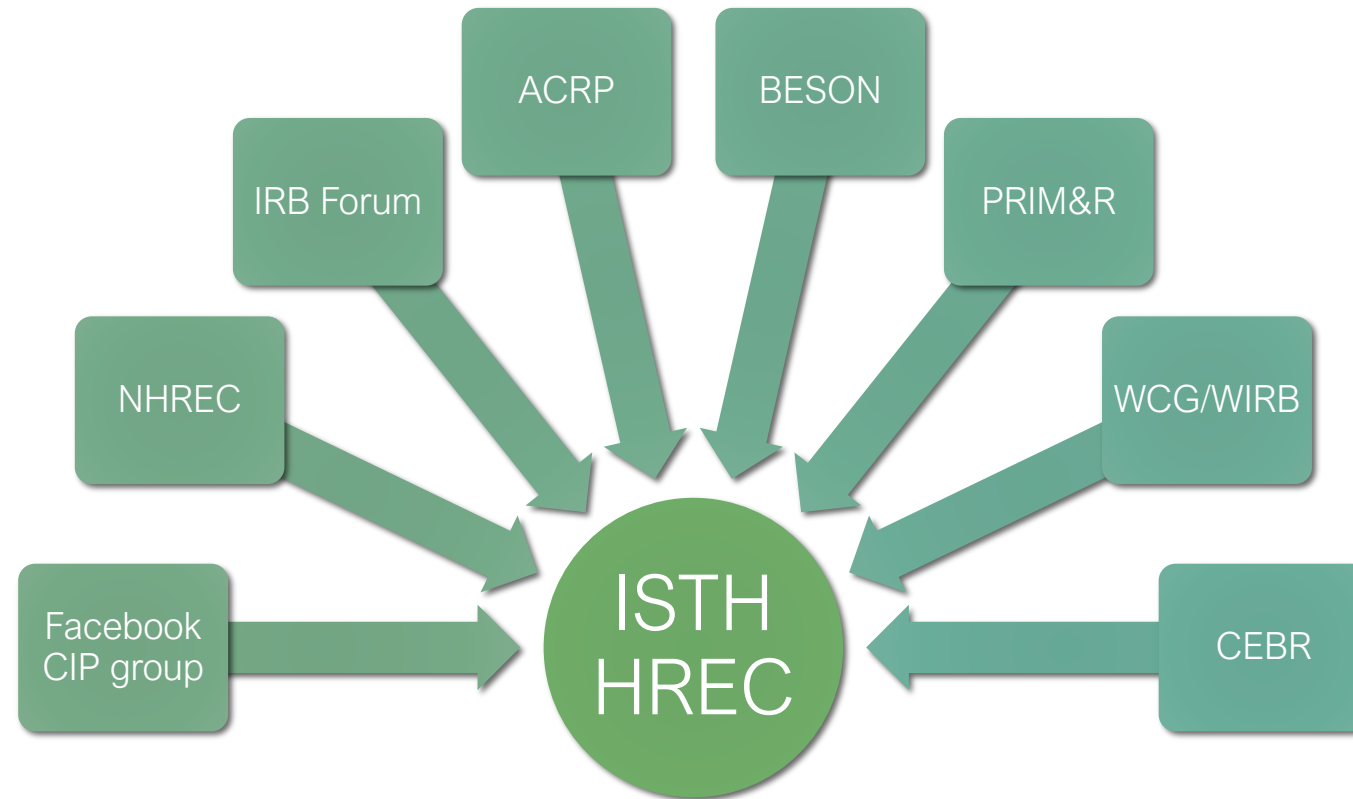 ACRP
BESON
IRB Forum
PRIM&R
NHREC
WCG/WIRB
Facebook
CIP group
ISTH
HREC
CEBR